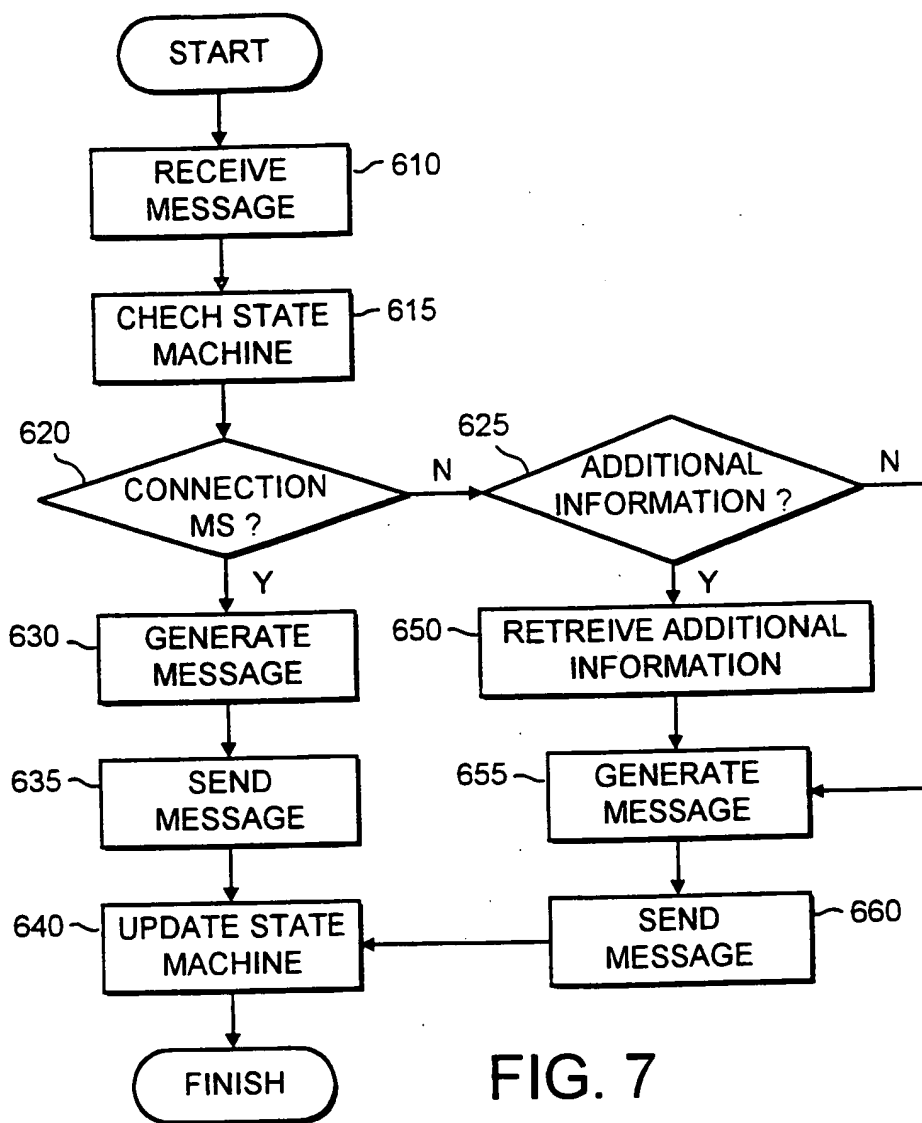 START
RECEIVE
MESSAGE
610
CHECH STATE
MACHINE
615
620
CONNECTION
MS ?
N
625
ADDITIONAL
INFORMATION ?
N
Y
Y
630
GENERATE
MESSAGE
650
RETREIVE ADDITIONAL
INFORMATION
635
SEND
MESSAGE
655
GENERATE
MESSAGE
640
UPDATE STATE
MACHINE
SEND
MESSAGE
660
FINISH
FIG. 7